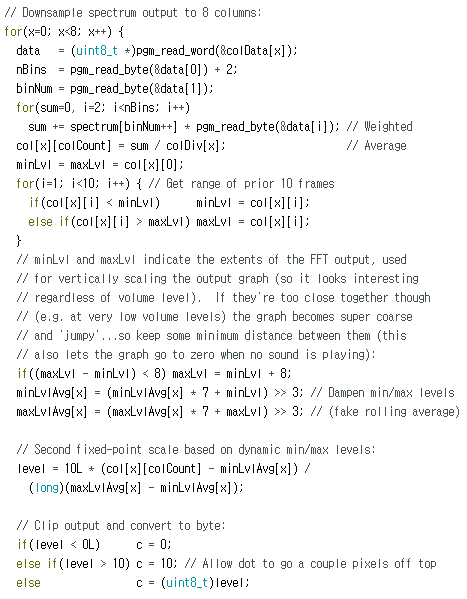 // Downsample spectrum output to 8 columns:
for(x=0; x<8; x++) {
  data   = (uint8_t *)pgm_read_word(&colData[x]);
  nBins  = pgm_read_byte(&data[0]) + 2;
  binNum = pgm_read_byte(&data[1]);
  for(sum=0, i=2; i<nBins; i++)
    sum += spectrum[binNum++] * pgm_read_byte(&data[i]); // Weighted
  col[x][colCount] = sum / colDiv[x];                    // Average
  minLvl = maxLvl = col[x][0];
  for(i=1; i<10; i++) { // Get range of prior 10 frames
    if(col[x][i] < minLvl)      minLvl = col[x][i];
    else if(col[x][i] > maxLvl) maxLvl = col[x][i];
  }
  // minLvl and maxLvl indicate the extents of the FFT output, used
  // for vertically scaling the output graph (so it looks interesting
  // regardless of volume level).  If they're too close together though
  // (e.g. at very low volume levels) the graph becomes super coarse
  // and 'jumpy'...so keep some minimum distance between them (this
  // also lets the graph go to zero when no sound is playing):
  if((maxLvl - minLvl) < 8) maxLvl = minLvl + 8;
  minLvlAvg[x] = (minLvlAvg[x] * 7 + minLvl) >> 3; // Dampen min/max levels
  maxLvlAvg[x] = (maxLvlAvg[x] * 7 + maxLvl) >> 3; // (fake rolling average)

  // Second fixed-point scale based on dynamic min/max levels:
  level = 10L * (col[x][colCount] - minLvlAvg[x]) /
    (long)(maxLvlAvg[x] - minLvlAvg[x]);

  // Clip output and convert to byte:
  if(level < 0L)      c = 0;
  else if(level > 10) c = 10; // Allow dot to go a couple pixels off top
  else                c = (uint8_t)level;